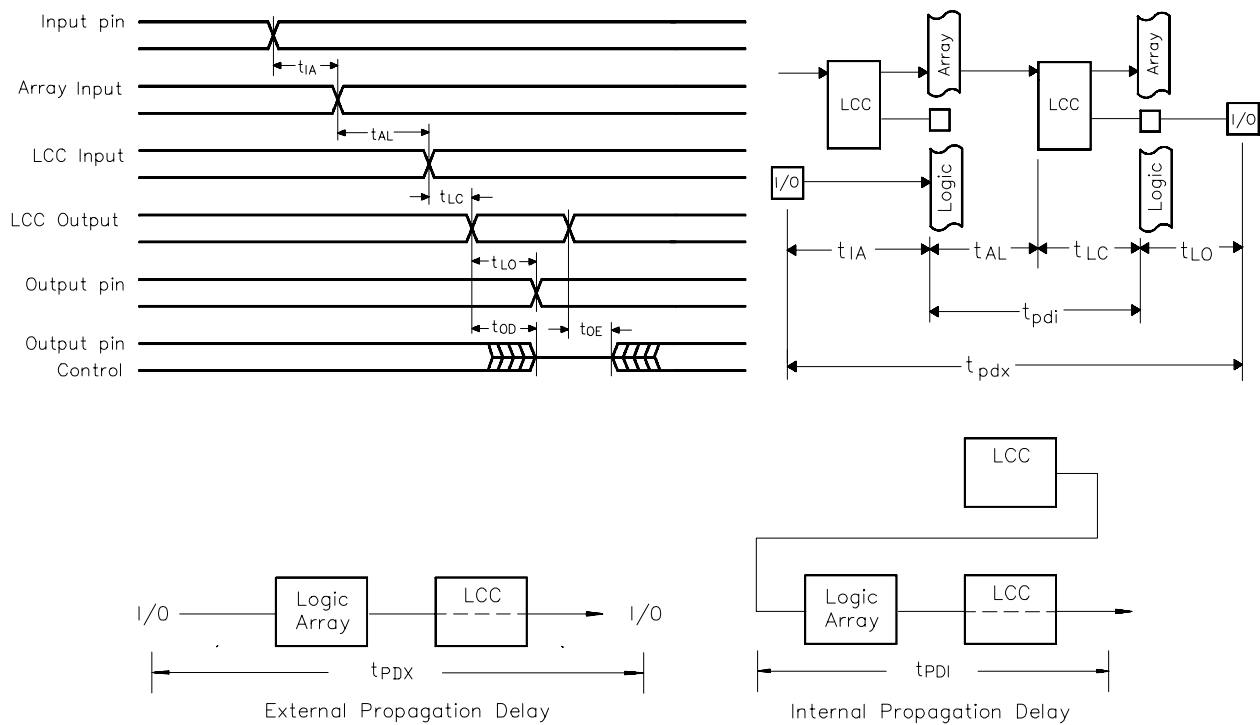 Input pin
tIA
Array Input
tAL
LCC Input
tLC
LCC Output
tLO
Output pin
tOD
tOE
Output pin
Control
Array
Array
LCC
LCC
I/O
I/O
Logic
Logic
tIA
tAL
tLC
tLO
tpdi
tpdx
LCC
I/O
Logic
Array
LCC
I/O
tPDX
External Propagation Delay
Logic
Array
LCC
tPDI
Internal Propagation Delay